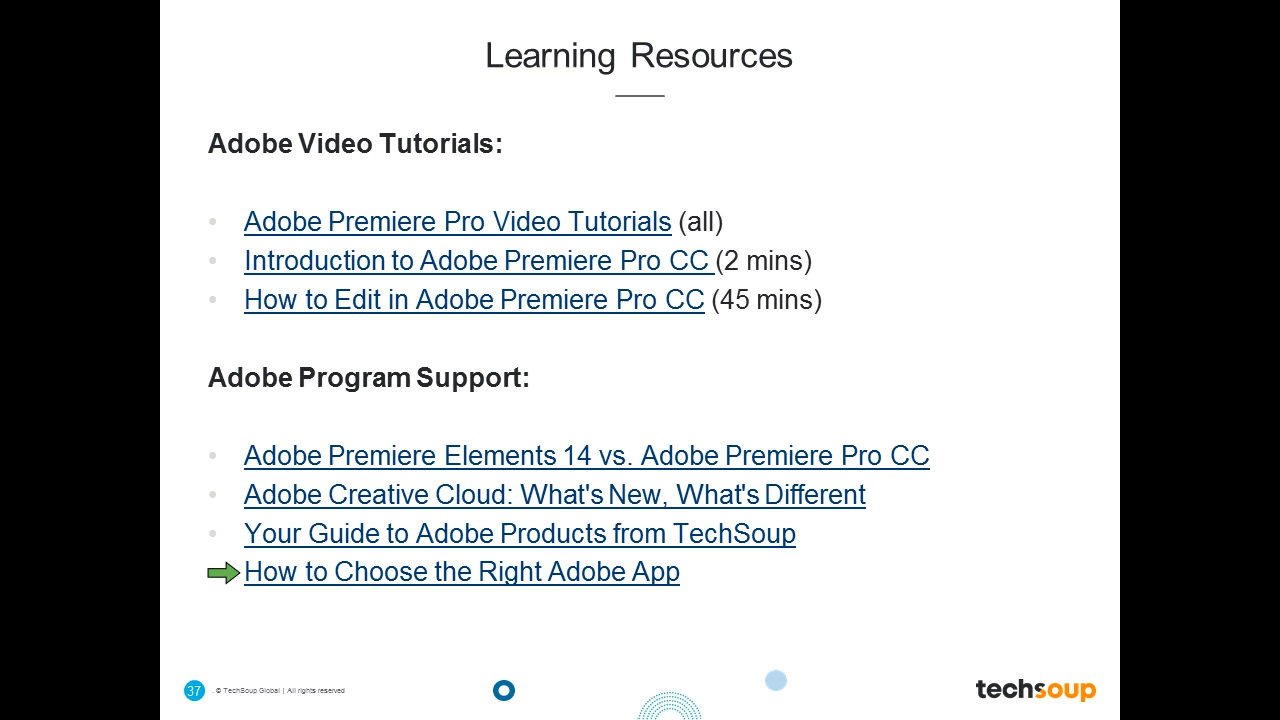 Learning Resources
Adobe Video Tutorials:
• Adobe Premiere Pro Video Tutorials (all)
• Introduction to Adobe Premiere Pro CC (2 mins)
• How to Edit in Adobe Premiere Pro CC (45 mins)
Adobe Program Support:
• Adobe Premiere Elements 14 vs. Adobe Premiere Pro CC
• Adobe Creative Cloud: What's New, What's Different
• Your Guide to Adobe Products from TechSoup
How to Choose the Right Adobe App
37 . © TechSoup Global | All rights reserved
techsoup